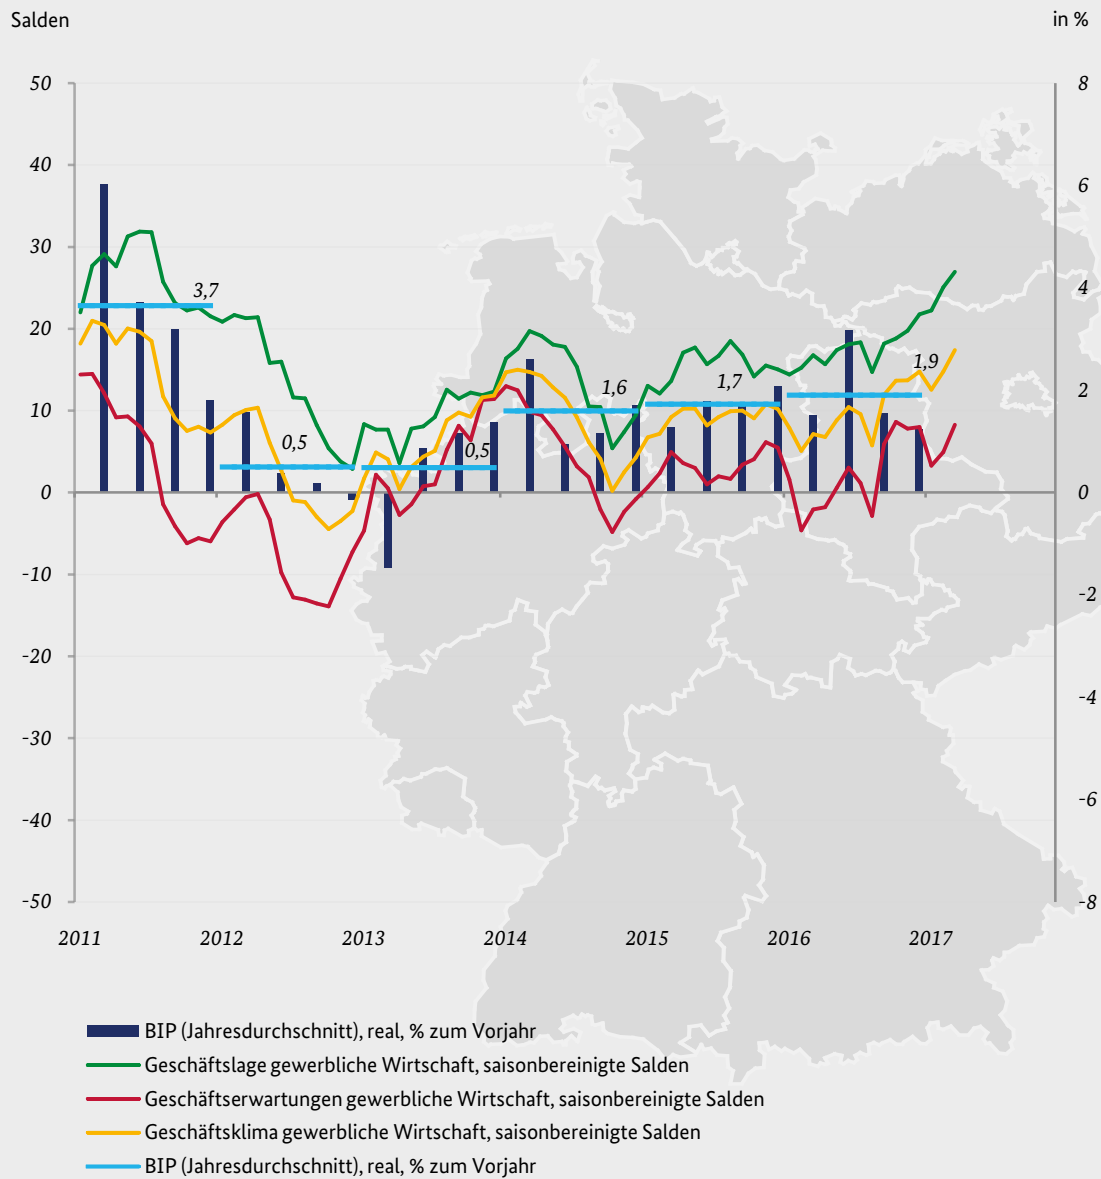 Salden in %
50 8
40
6
30
3,7 4
20
1,9
1,6 1,7 2
10
0,5 0,5
0 0
-10
-2
-20
-4
-30
-6
-40
-50 -8
2011 2012 2013 2014 2015 2016 2017
BIP (Jahresdurchschnitt), real, % zum Vorjahr
Geschäftslage gewerbliche Wirtschaft, saisonbereinigte Salden
Geschäftserwartungen gewerbliche Wirtschaft, saisonbereinigte Salden
Geschäftsklima gewerbliche Wirtschaft, saisonbereinigte Salden
BIP (Jahresdurchschnitt), real, % zum Vorjahr